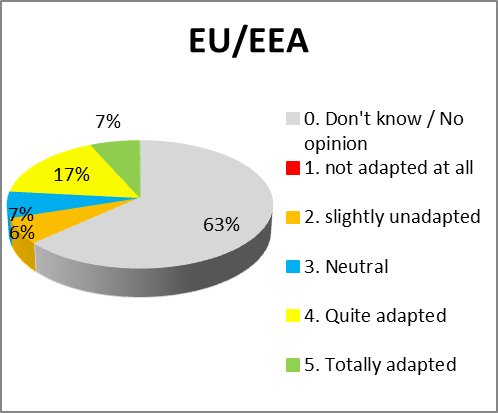 EU/EEA
7%
17%
7%
6%
63%
0. Don't know / No
opinion
1. not adapted at all
2. slightly unadapted
3. Neutral
4. Quite adapted
5. Totally adapted